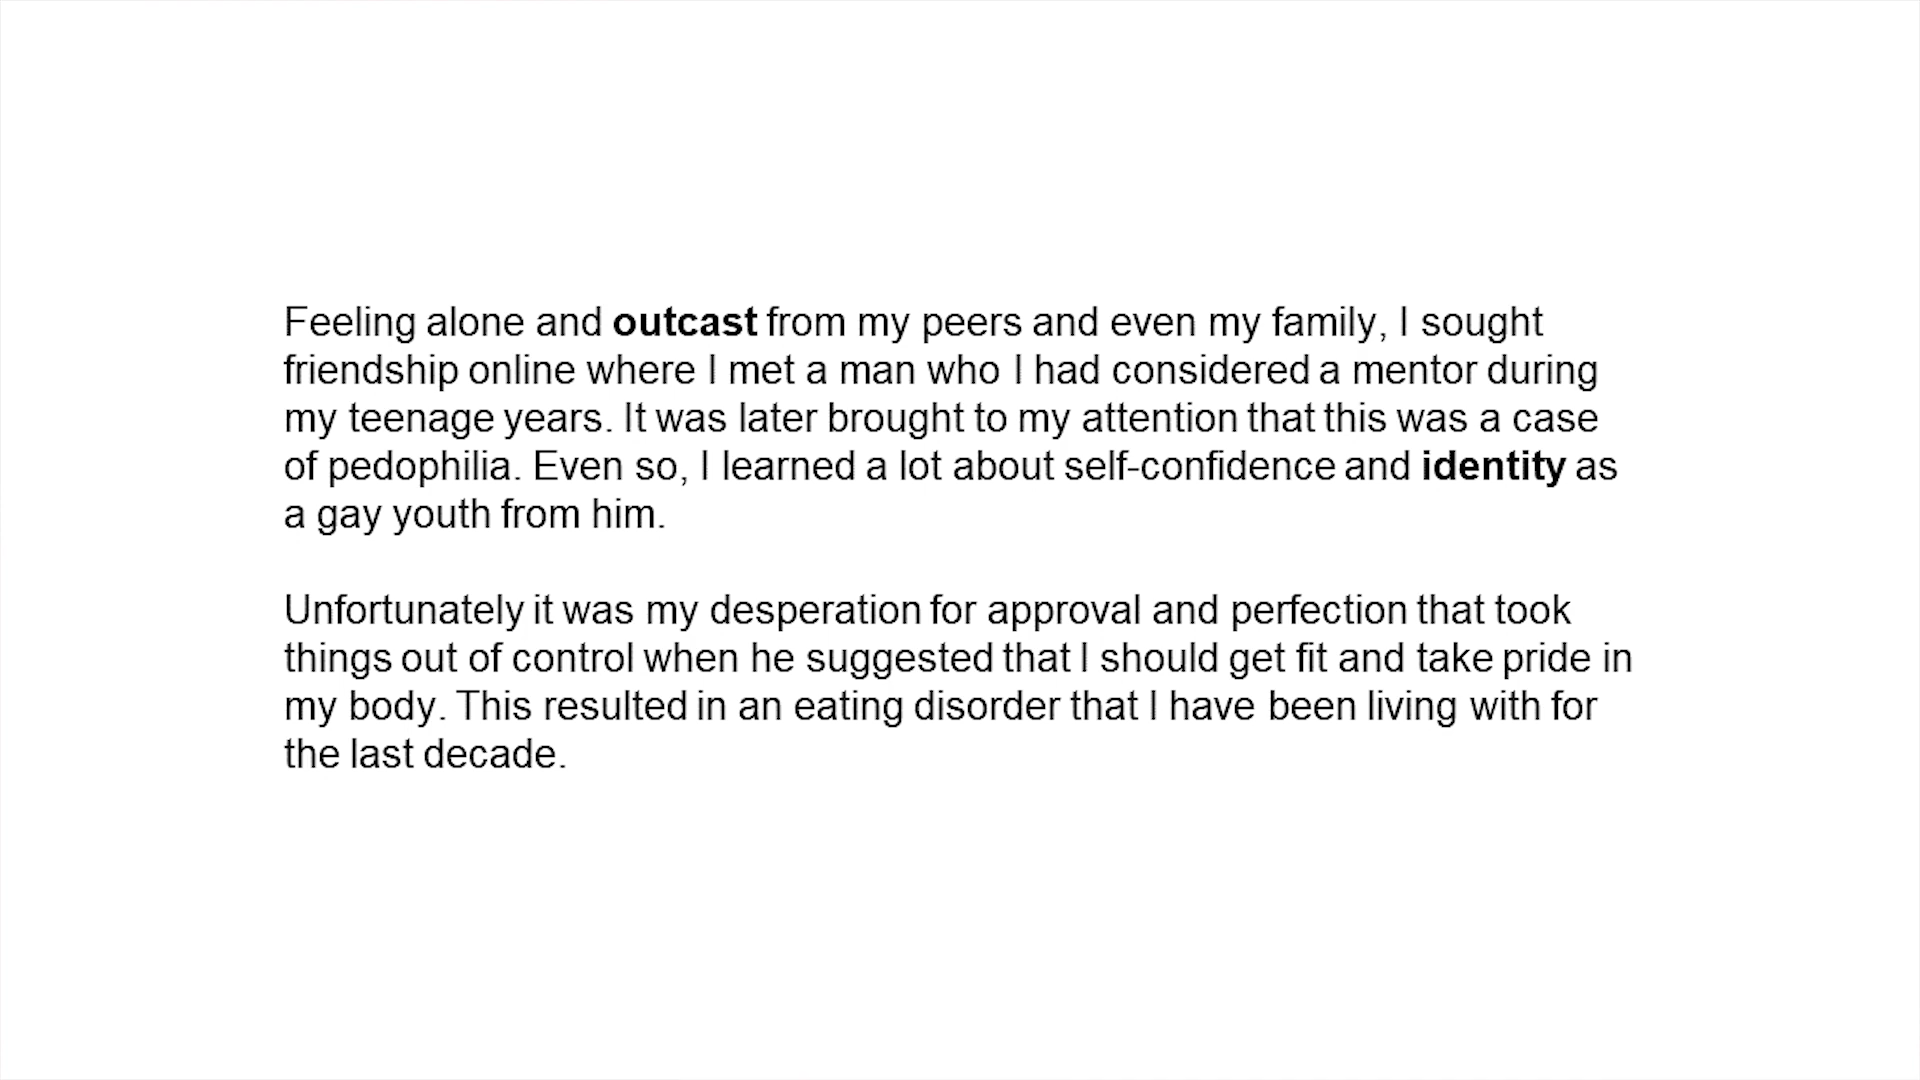 Feeling alone and outcast from my peers and even my family, I sought
friendship online where I met a man who I had considered a mentor during
my teenage years. It was later brought to my attention that this was a case
of pedophilia. Even so, I learned a lot about self-confidence and identity as
a gay youth from him.
Unfortunately it was my desperation for approval and perfection that took
things out of control when he suggested that I should get fit and take pride in
my body. This resulted in an eating disorder that I have been living with for
the last decade.